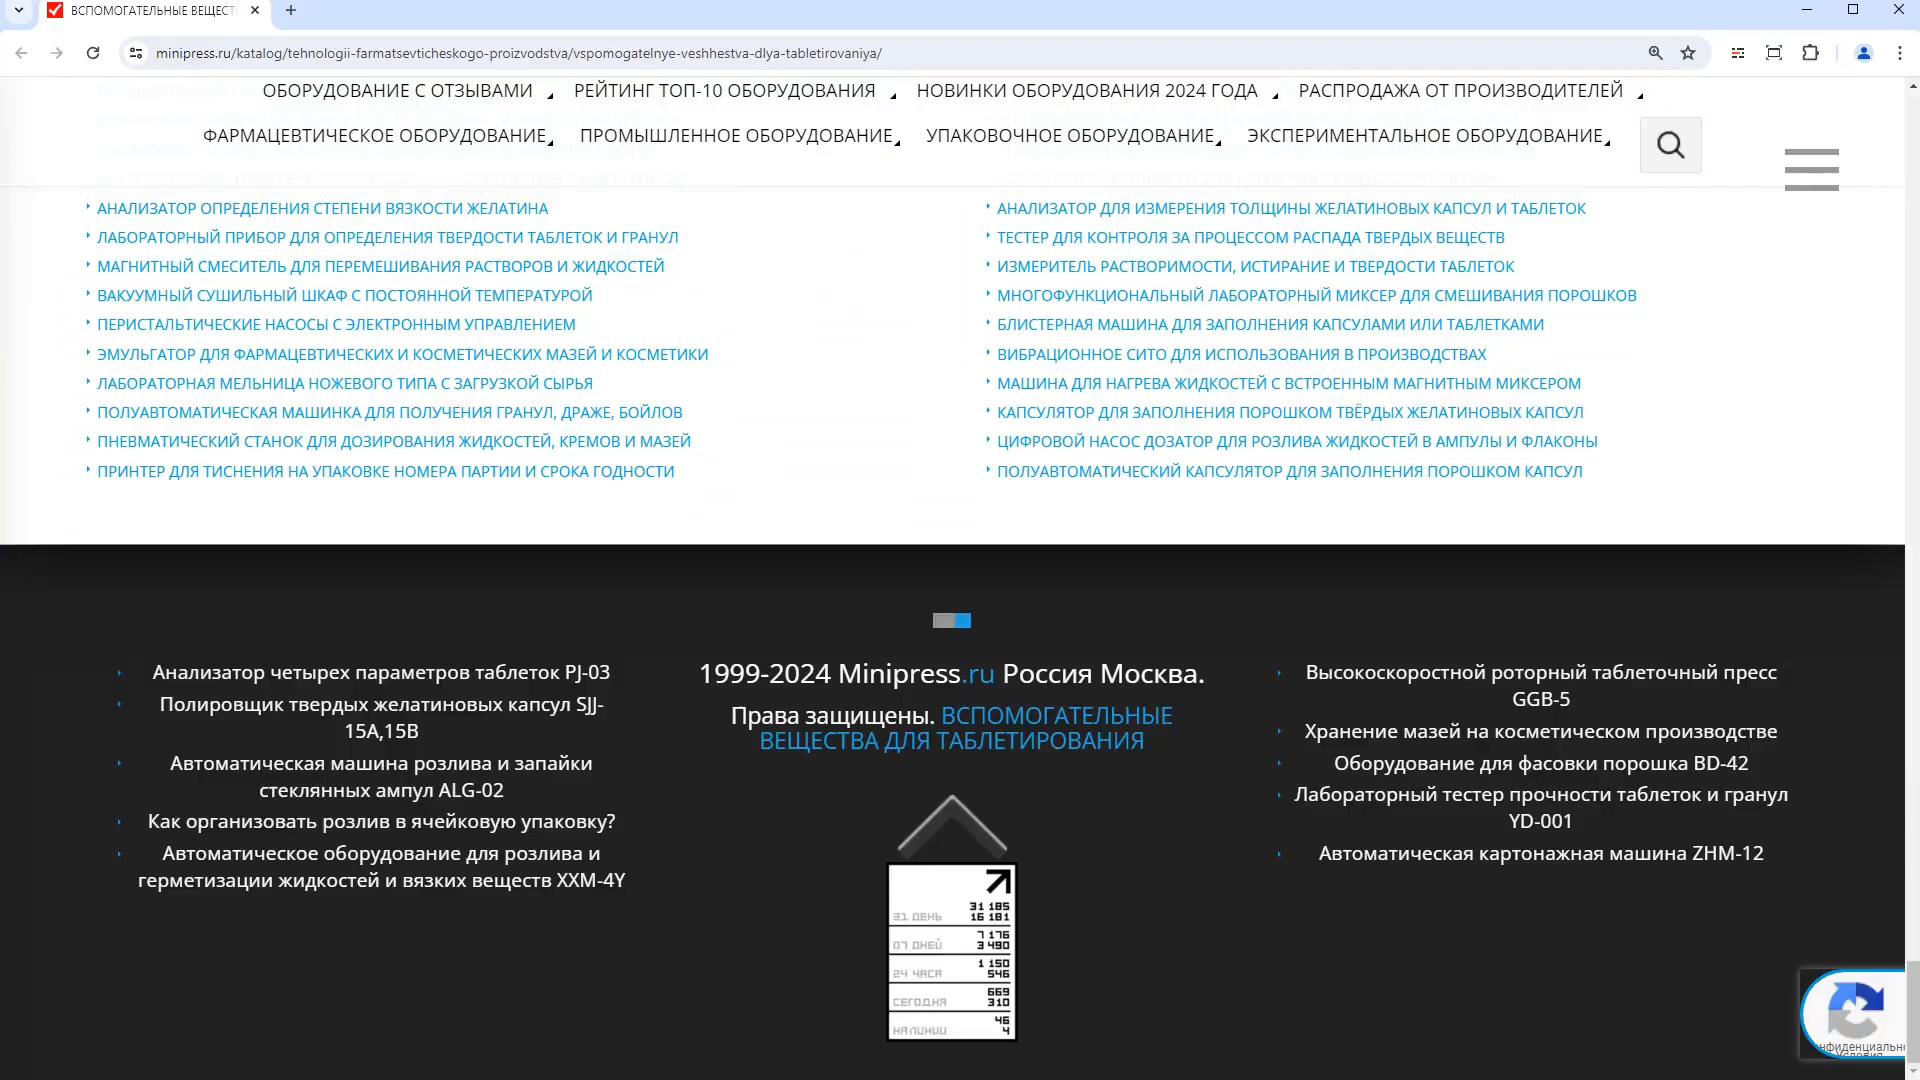 ВСПОМОГАТЕЛЬНЫЕ ВЕЩЕСТ
minipress.ru/katalog/tehnologii-farmatsevticheskogo-proizvodstva/vspomogatelnye-veshhestva-dlya-tabletirovaniya/
ОБОРУДОВАНИЕ С ОТЗЫВАМИ РЕЙТИНГ ТОП-10 ОБОРУДОВАНИЯ НОВИНКИ ОБОРУДОВАНИЯ 2024 ГОДА РАСПРОДАЖА ОТ ПРОИЗВОДИТЕЛЕЙ
ФАРМАЦЕВТИЧЕСКОЕ ОБОРУДОВАНИЕ ПРОМЫШЛЕННОЕ ОБОРУДОВАНИЕ УПАКОВОЧНОЕ ОБОРУДОВАНИЕ ЭКСПЕРИМЕНТАЛЬНОЕ ОБОРУДОВАНИЕ
АНАЛИЗАТОР ОПРЕДЕЛЕНИЯ СТЕПЕНИ ВЯЗКОСТИ ЖЕЛАТИНА
ЛАБОРАТОРНЫЙ ПРИБОР ДЛЯ ОПРЕДЕЛЕНИЯ ТВЕРДОСТИ ТАБЛЕТОК И ГРАНУЛ
МАГНИТНЫЙ СМЕСИТЕЛЬ ДЛЯ ПЕРЕМЕШИВАНИЯ РАСТВОРОВ И ЖИДКОСТЕЙ
ВАКУУМНЫЙ СУШИЛЬНЫЙ ШКАФ С ПОСТОЯННОЙ ТЕМПЕРАТУРОЙ
ПЕРИСТАЛЬТИЧЕСКИЕ НАСОСЫ С ЭЛЕКТРОННЫМ УПРАВЛЕНИЕМ
ЭМУЛЬГАТОР ДЛЯ ФАРМАЦЕВТИЧЕСКИХ И КОСМЕТИЧЕСКИХ МАЗЕЙ И КОСМЕТИКИ
ЛАБОРАТОРНАЯ МЕЛЬНИЦА НОЖЕВОГО ТИПА С ЗАГРУЗКОЙ СЫРЬЯ
ПОЛУАВТОМАТИЧЕСКАЯ МАШИНКА ДЛЯ ПОЛУЧЕНИЯ ГРАНУЛ, ДРАЖЕ, БОЙЛОВ
ПНЕВМАТИЧЕСКИЙ СТАНОК ДЛЯ ДОЗИРОВАНИЯ ЖИДКОСТЕЙ, КРЕМОВ И МАЗЕЙ
ПРИНТЕР ДЛЯ ТИСНЕНИЯ НА УПАКОВКЕ НОМЕРА ПАРТИИ И СРОКА ГОДНОСТИ
АНАЛИЗАТОР ДЛЯ ИЗМЕРЕНИЯ ТОЛЩИНЫ ЖЕЛАТИНОВЫХ КАПСУЛ И ТАБЛЕТОК
ТЕСТЕР ДЛЯ КОНТРОЛЯ ЗА ПРОЦЕССОМ РАСПАДА ТВЕРДЫХ ВЕЩЕСТВ
ИЗМЕРИТЕЛЬ РАСТВОРИМОСТИ, ИСТИРАНИЕ И ТВЕРДОСТИ ТАБЛЕТОК
МНОГОФУНКЦИОНАЛЬНЫЙ ЛАБОРАТОРНЫЙ МИКСЕР ДЛЯ СМЕШИВАНИЯ ПОРОШКОВ
БЛИСТЕРНАЯ МАШИНА ДЛЯ ЗАПОЛНЕНИЯ КАПСУЛАМИ ИЛИ ТАБЛЕТКАМИ
ВИБРАЦИОННОЕ СИТО ДЛЯ ИСПОЛЬЗОВАНИЯ В ПРОИЗВОДСТВАХ
МАШИНА ДЛЯ НАГРЕВА ЖИДКОСТЕЙ С ВСТРОЕННЫМ МАГНИТНЫМ МИКСЕРОМ
КАПСУЛЯТОР ДЛЯ ЗАПОЛНЕНИЯ ПОРОШКОМ ТВЁРДЫХ ЖЕЛАТИНОВЫХ КАПСУЛ
ЦИФРОВОЙ НАСОС ДОЗАТОР ДЛЯ РОЗЛИВА ЖИДКОСТЕЙ В АМПУЛЫ И ФЛАКОНЫ
ПОЛУАВТОМАТИЧЕСКИЙ КАПСУЛЯТОР ДЛЯ ЗАПОЛНЕНИЯ ПОРОШКОМ КАПСУЛ
Анализатор четырех параметров таблеток PJ-03
Полировщик твердых желатиновых капсул SJJ-
15A,15B
Автоматическая машина розлива и запайки
стеклянных ампул ALG-02
Как организовать розлив в ячейковую упаковку?
Автоматическое оборудование для розлива и
герметизации жидкостей и вязких веществ XXM-4Y
1999-2024 Minipress.ru Россия Москва.
Права защищены. ВСПОМОГАТЕЛЬНЫЕ
ВЕЩЕСТВА ДЛЯ ТАБЛЕТИРОВАНИЯ
31 185
31 ДЕНЬ 16 181
7 176
07 ДНЕЙ 3 490
1 150
24 ЧАСА 546
669
СЕГОДНЯ 310
46
НА ЛИНИИ 4
Высокоскоростной роторный таблеточный пресс
GGB-5
Хранение мазей на косметическом производстве
Оборудование для фасовки порошка BD-42
Лабораторный тестер прочности таблеток и гранул
YD-001
Автоматическая картонажная машина ZHM-12
нфиденциальн
Условия